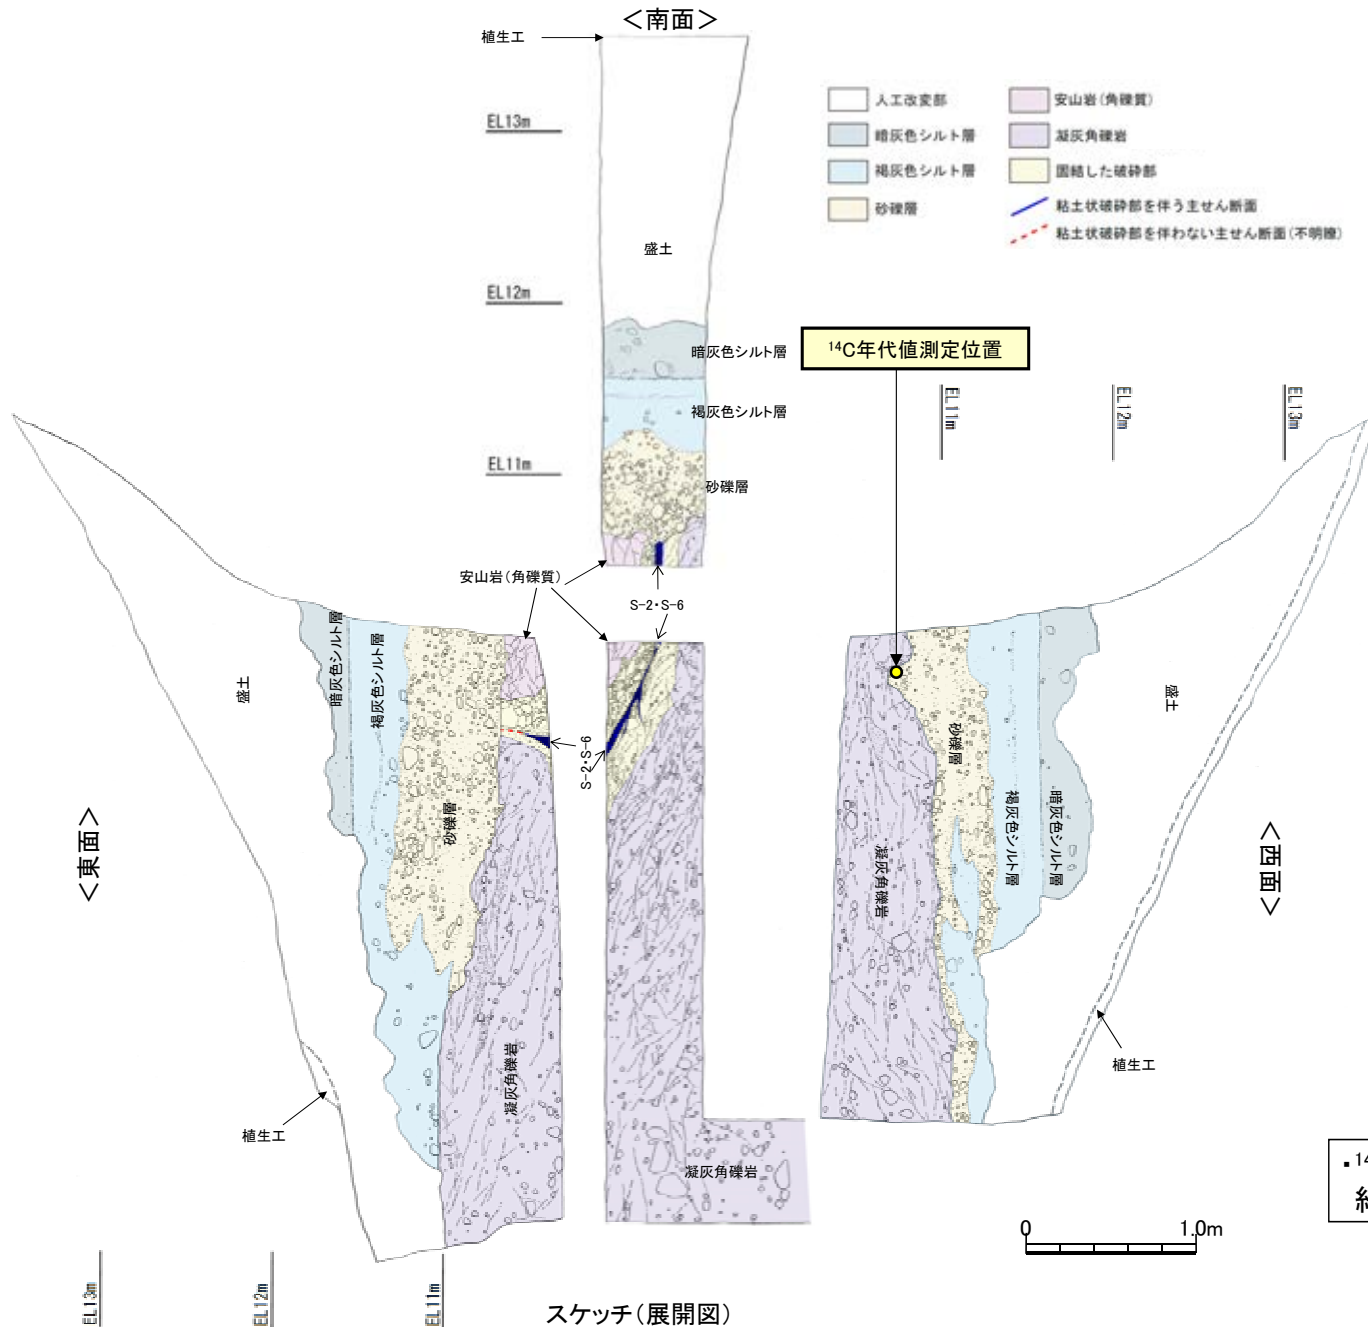 ＜南面＞
植生工
EL13m
盛土
EL12m
暗灰色シルト層
褐灰色シルト層
EL11m
砂礫層
安山岩(角礫質)
S-2・S-6
人工改変部
暗灰色シルト層
褐灰色シルト層
砂礫層
安山岩(角礫質)
凝灰角礫岩
固結した破砕部
粘土状破砕部を伴う主せん断面
粘土状破砕部を伴わない主せん断面(不明瞭)
¹⁴C年代値測定位置
EL11m
EL12m
EL13m
＜東面＞
盛土
暗灰色シルト層
褐灰色シルト層
砂礫層
凝灰角礫岩
植生工
S-2・S-6
凝灰角礫岩
凝灰角礫岩
砂礫層
褐灰色シルト層
暗灰色シルト層
盛土
＜西面＞
植生工
EL13m
EL12m
EL11m
0 1.0m
スケッチ(展開図)
▪14